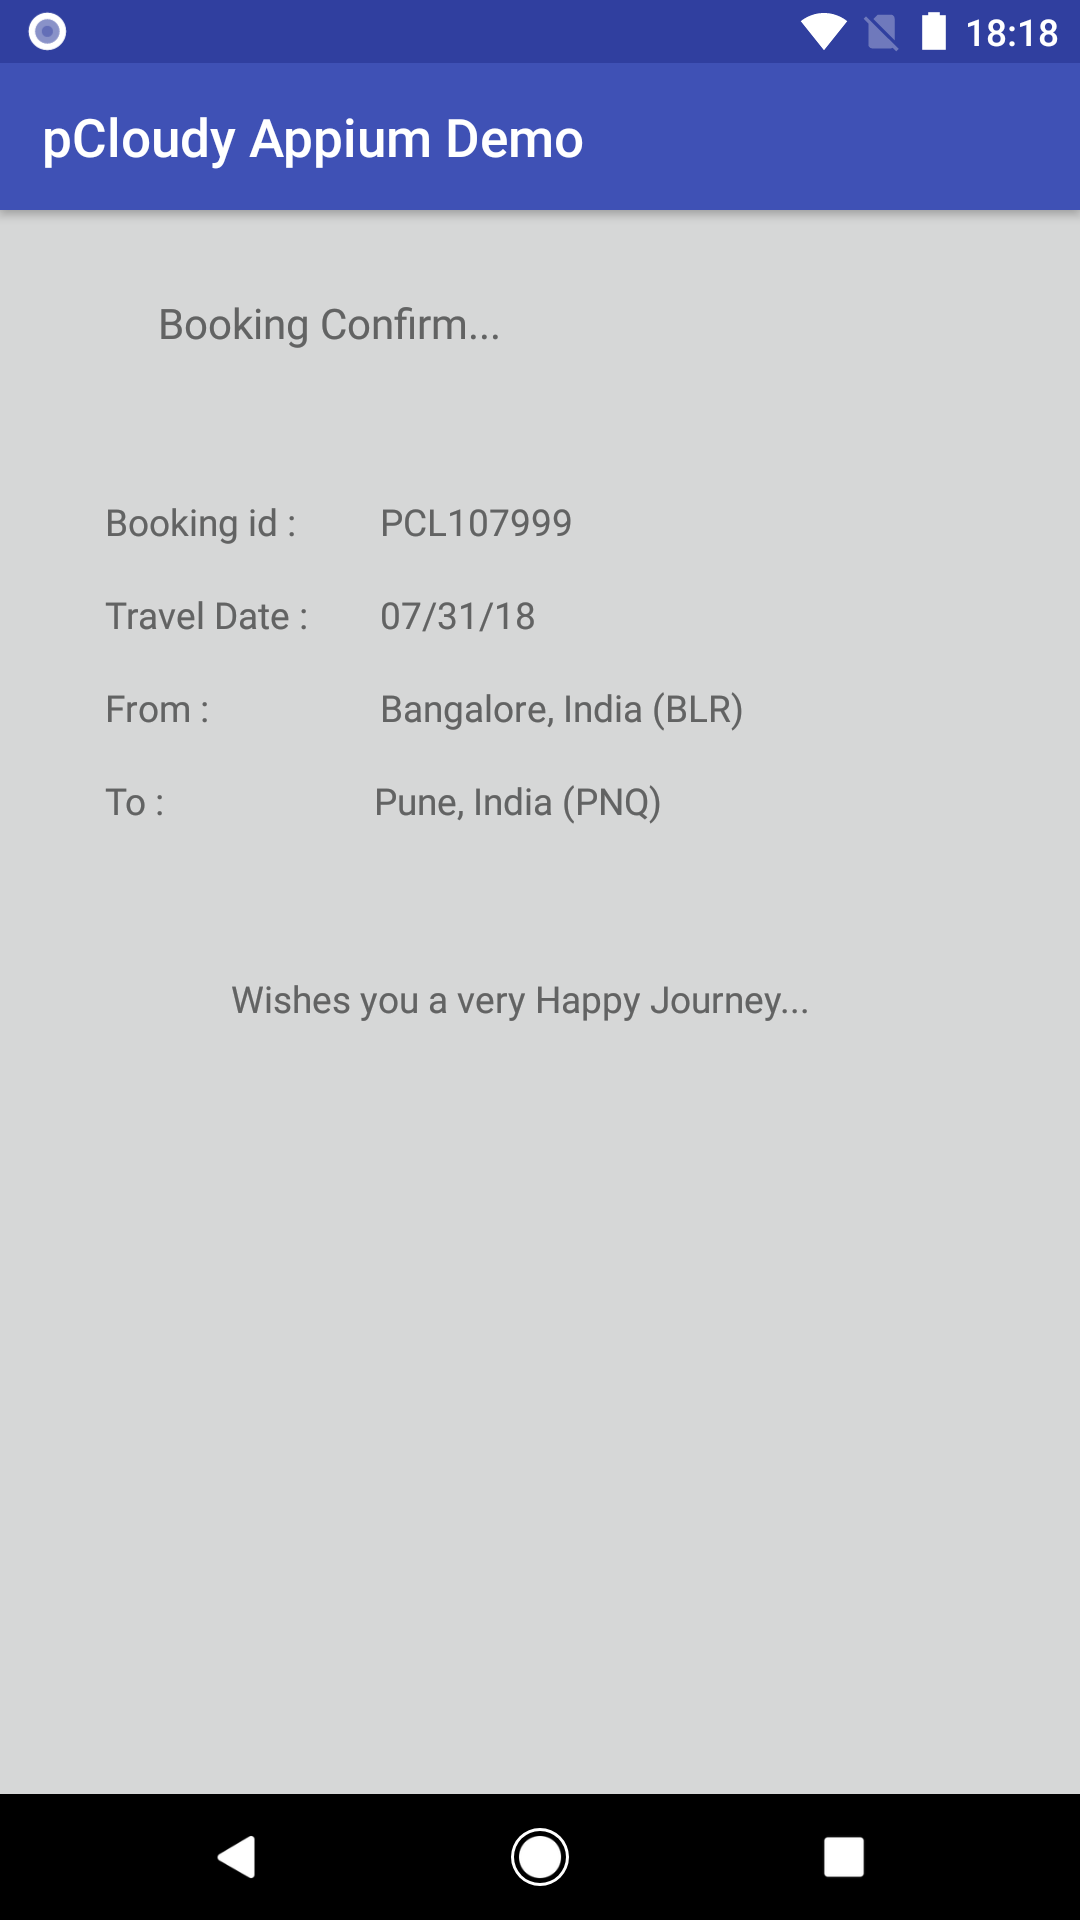 18:18
pCloudy Appium Demo
Booking Confirm...
Booking id : PCL107999
Travel Date : 07/31/18
From : Bangalore, India (BLR)
To : Pune, India (PNQ)
Wishes you a very Happy Journey...